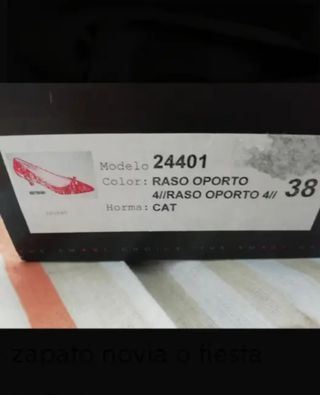 Modelo 24401
Color: RASO OPORTO
4//RASO OPORTO 4// 38
Horma: CAT
zapato novia o fiesta